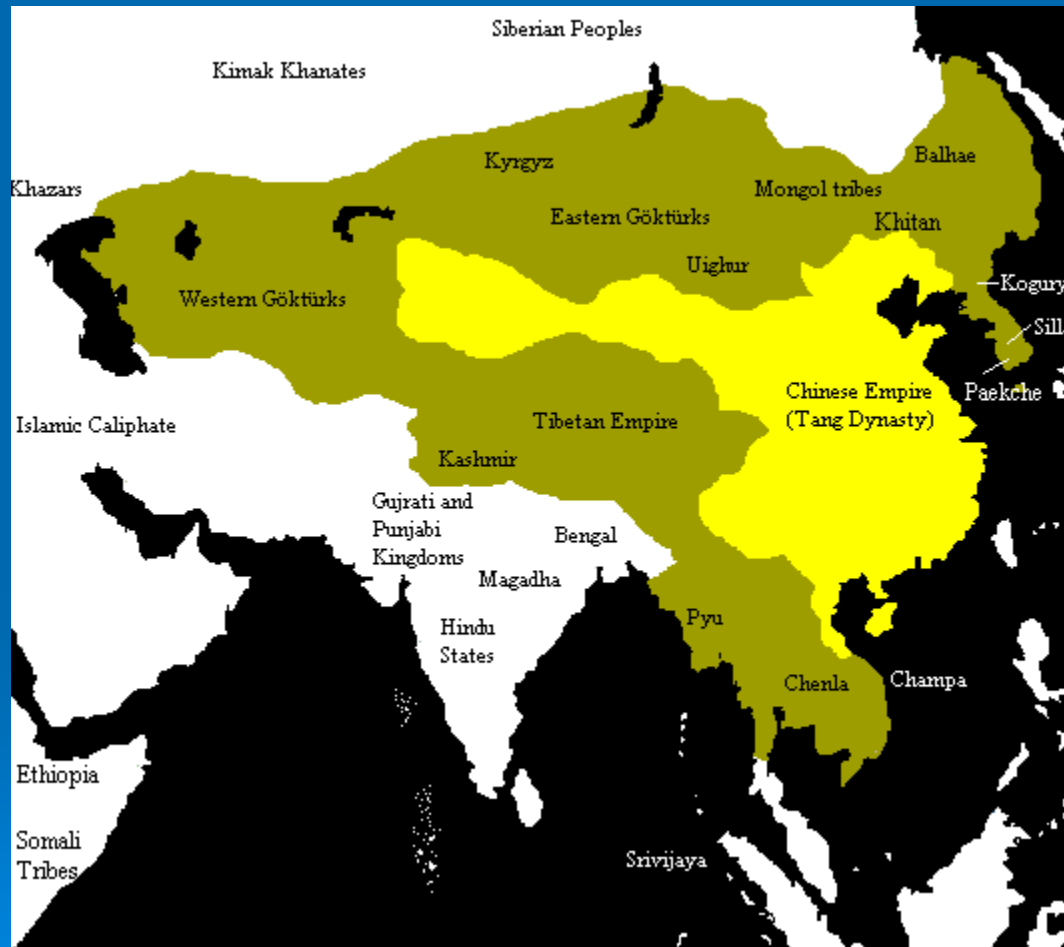 Siberian Peoples
Kimak Khanates
Balhae
Kyrgyz
Khazars
Mongol tribes
Eastern Göktürks
Khitan
Uighur
Kogury
Western Göktürks
Sill
Chinese Empire
(Tang Dynasty)
Paekche
Islamic Caliphate
Tibetan Empire
Kashmir
Gujrati and
Punjabi
Kingdoms
Bengal
Magadha
Hindu
States
Pyu
Chenla
Champa
Ethiopia
Somali
Tribes
Srivijaya